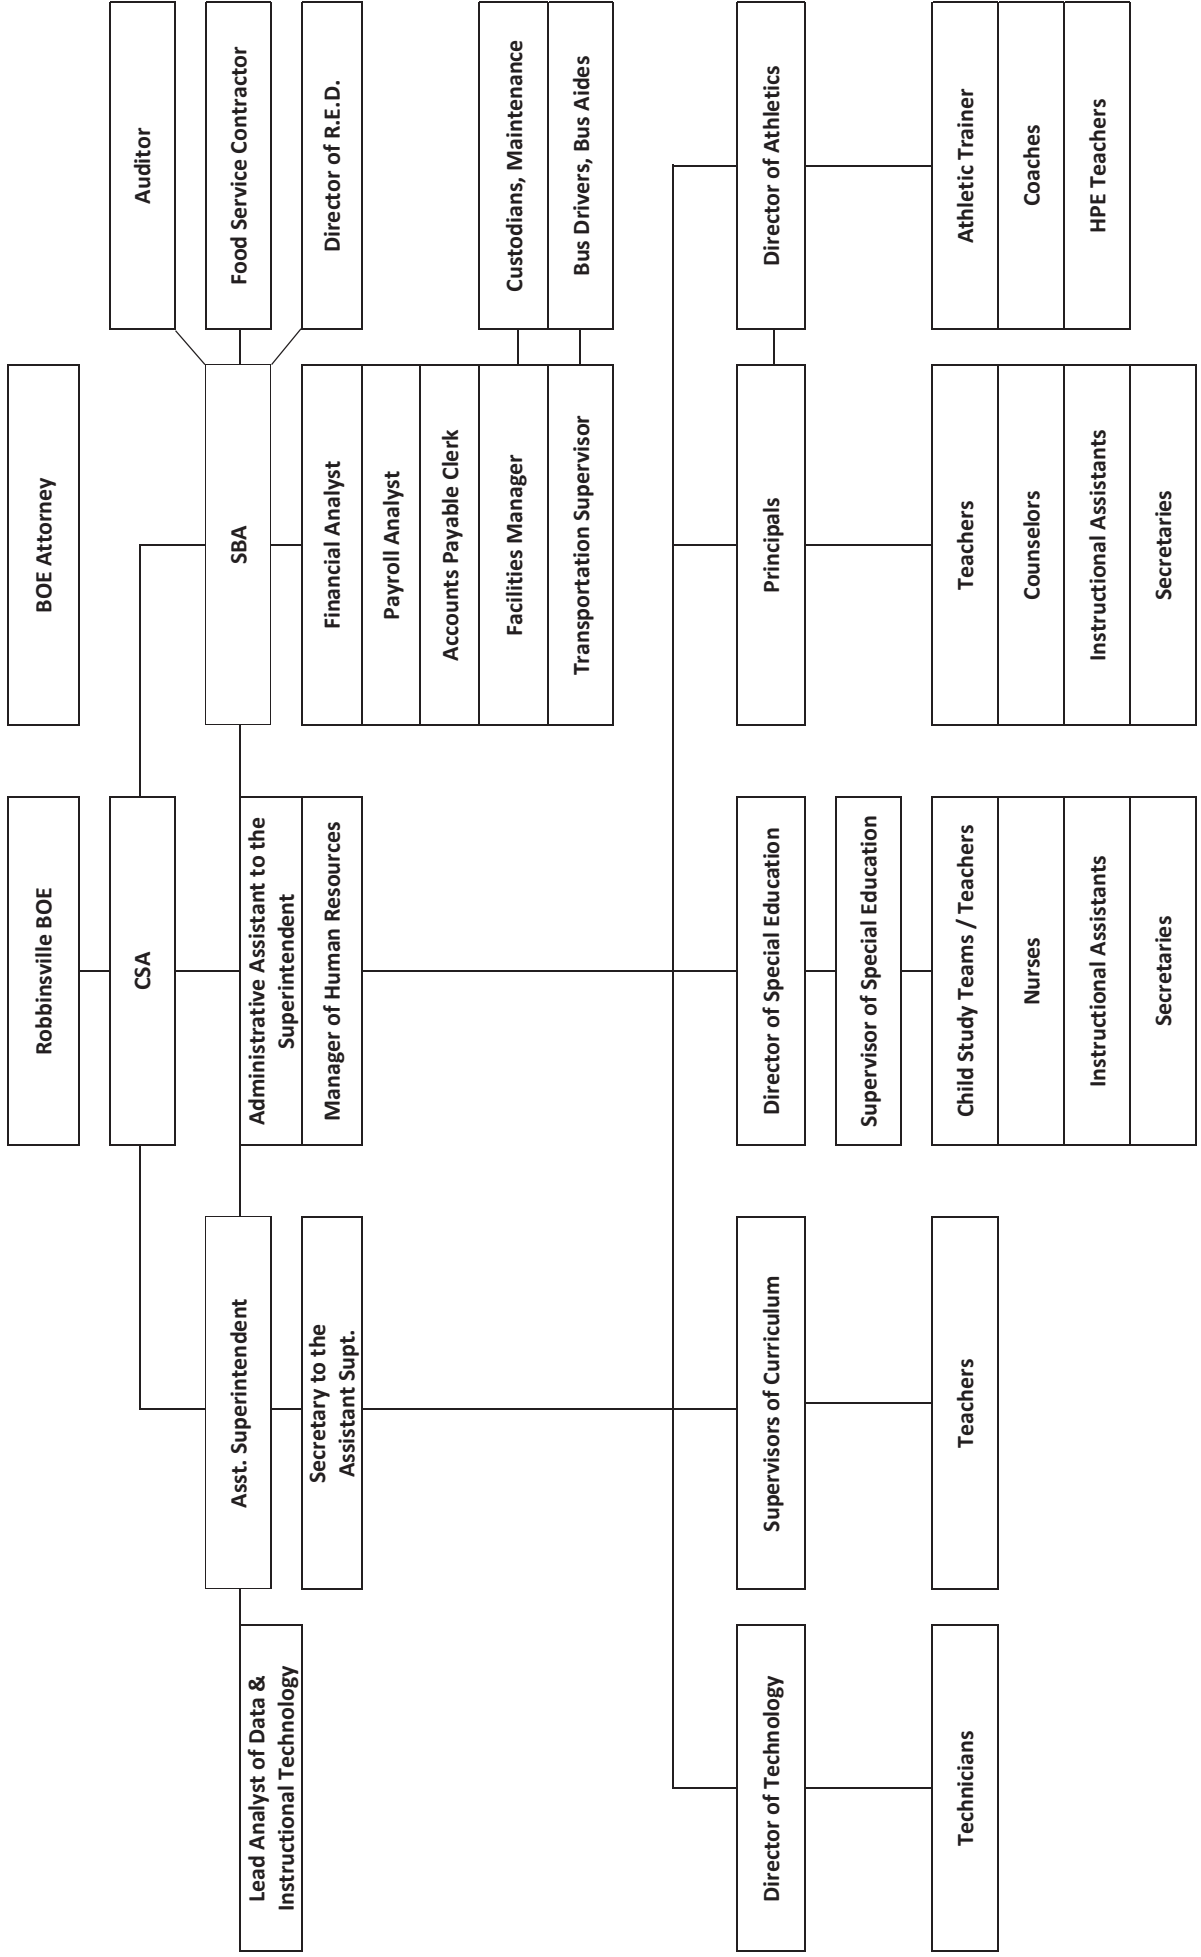 Robbinsville BOE
BOE Attorney
CSA
Auditor
Asst. Superintendent
SBA
Food Service Contractor
Lead Analyst of Data &
Instructional Technology
Administrative Assistant to the
Superintendent
Secretary to the
Assistant Supt.
Manager of Human Resources
Financial Analyst
Director of R.E.D.
Payroll Analyst
Accounts Payable Clerk
Facilities Manager
Custodians, Maintenance
Transportation Supervisor
Bus Drivers, Bus Aides
Director of Technology
Supervisors of Curriculum
Director of Special Education
Principals
Director of Athletics
Supervisor of Special Education
Technicians
Teachers
Child Study Teams / Teachers
Teachers
Athletic Trainer
Nurses
Counselors
Coaches
Instructional Assistants
Instructional Assistants
HPE Teachers
Secretaries
Secretaries